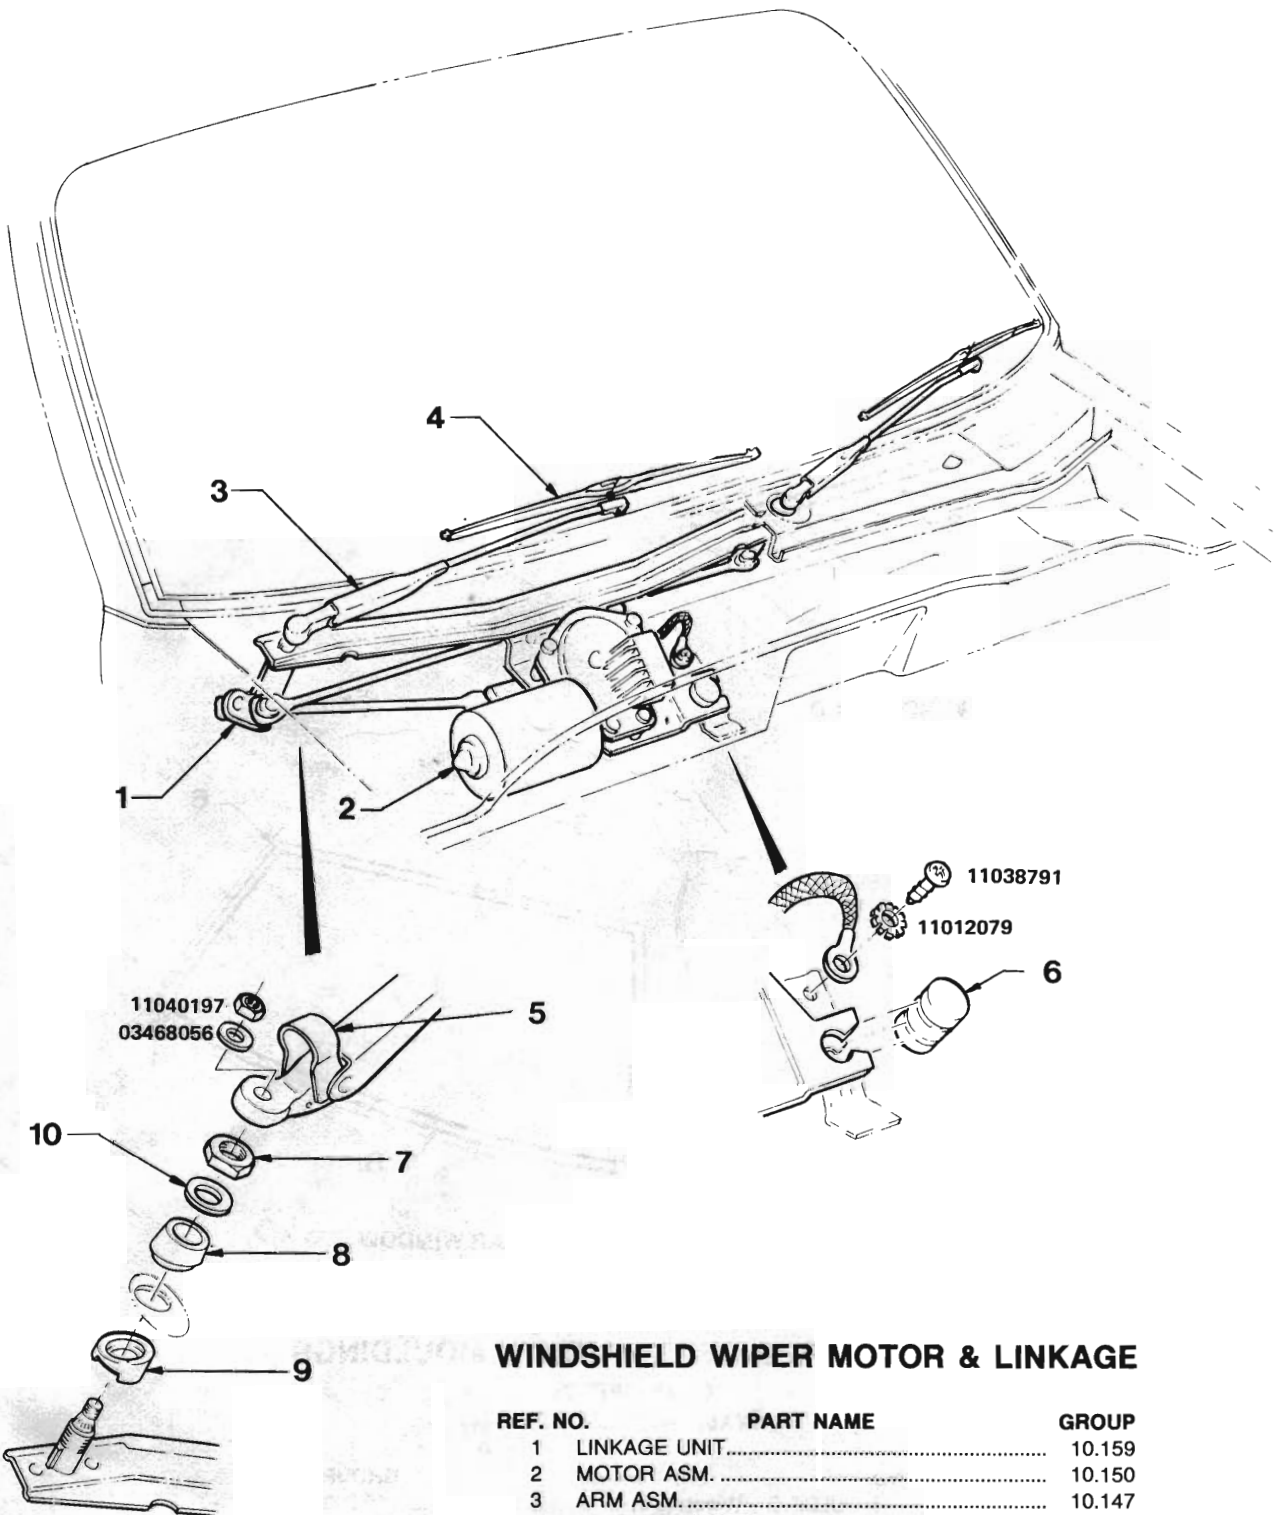 4
3
1
2
11038791
11012079
6
11040197
03468056
5
10
7
8
9
WINDSHIELD WIPER MOTOR & LINKAGE
REF. NO. PART NAME GROUP
1 LINKAGE UNIT 10.159
2 MOTOR ASM. 10.150
3 ARM ASM. 10.147